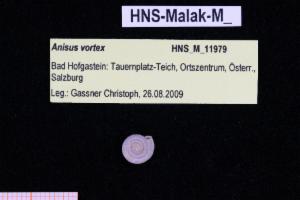 HNS-Malak-M_
Anisus vortex HNS_M_11979
Bad Hofgastein: Tauernplatz-Teich, Ortszentrum, Österr.,
Salzburg
Leg.: Gassner Christoph, 26.08.2009